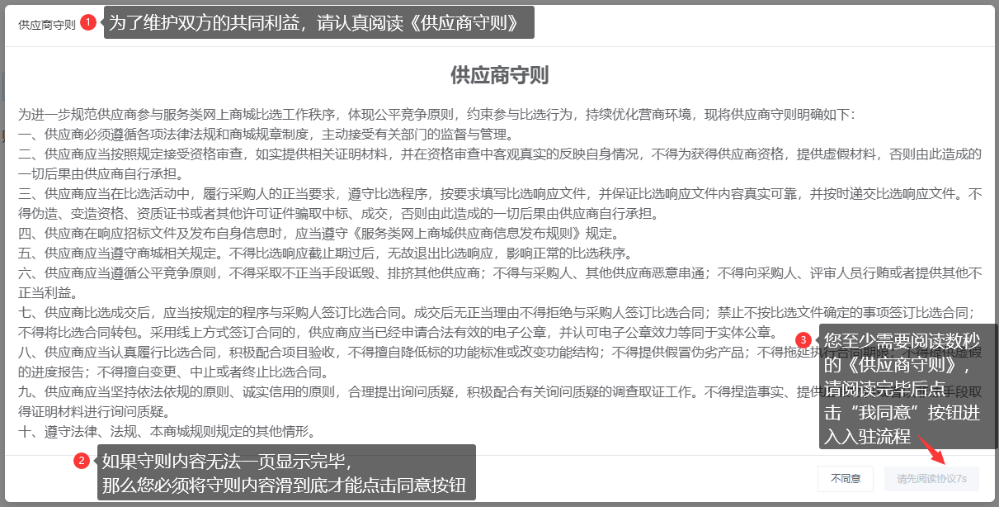 供应商守则
1
为了维护双方的共同利益，请认真阅读《供应商守则》
供应商守则
为进一步规范供应商参与服务类网上商城比选工作秩序，体现公平竞争原则，约束参与比选行为，持续优化营商环境，现将供应商守则明确如下：
一、供应商必须遵循各项法律法规和商城规章制度，主动接受有关部门的监督与管理。
二、供应商应当按照规定接受资格审查，如实提供相关证明材料，并在资格审查中客观真实的反映自身情况，不得为获得供应商资格，提供虚假材料，否则由此造成的
一切后果由供应商自行承担。
三、供应商应当在比选活动中，履行采购人的正当要求，遵守比选程序，按要求填写比选响应文件，并保证比选响应文件内容真实可靠，并按时递交比选响应文件。不
得伪造、变造资格、资质证书或者其他许可证件骗取中标、成交，否则由此造成的一切后果由供应商自行承担。
四、供应商在响应招标文件及发布自身信息时，应当遵守《服务类网上商城供应商信息发布规则》规定。
五、供应商应当遵守商城相关规定。不得比选响应截止期过后，无故退出比选响应，影响正常的比选秩序。
六、供应商应当遵循公平竞争原则，不得采取不正当手段诋毁、排挤其他供应商；不得与采购人、其他供应商恶意串通；不得向采购人、评审人员行贿或者提供其他不
正当利益。
七、供应商比选成交后，应当按规定的程序与采购人签订比选合同。成交后无正当理由不得拒绝与采购人签订比选合同；禁止不按比选文件确定的事项签订比选合同；
不得将比选合同转包。采用线上方式签订合同的，供应商应当已经申请合法有效的电子公章，并认可电子公章效力等同于实体公章。
八、供应商应当认真履行比选合同，积极配合项目验收，不得擅自降低标的功能标准或改变功能结构；不得提供假冒伪劣产品；不得拖延执行合同期限；不得提供虚假
的进度报告；不得擅自变更、中止或者终止比选合同。
九、供应商应当坚持依法依规的原则、诚实信用的原则，合理提出询问质疑，积极配合有关询问质疑的调查取证工作。不得捏造事实、提供
手段取
得证明材料进行询问质疑。
十、遵守法律、法规、本商城规则规定的其他情形。
3
您至少需要阅读数秒
的《供应商守则》，
请阅读完毕后点
击“我同意”按钮进
入入驻流程
2
如果守则内容无法一页显示完毕，
那么您必须将守则内容滑到底才能点击同意按钮
不同意
请先阅读协议7s